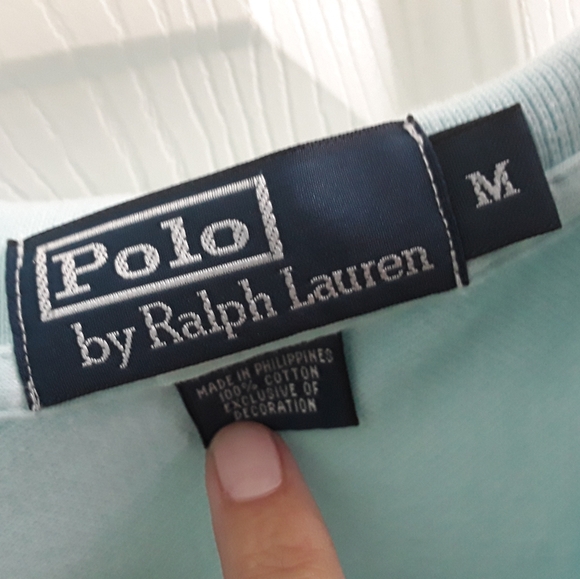 Polo
by Ralph Lauren
M
MADE IN PHILIPPINES
100% COTTON
EXCLUSIVE OF
DECORATION